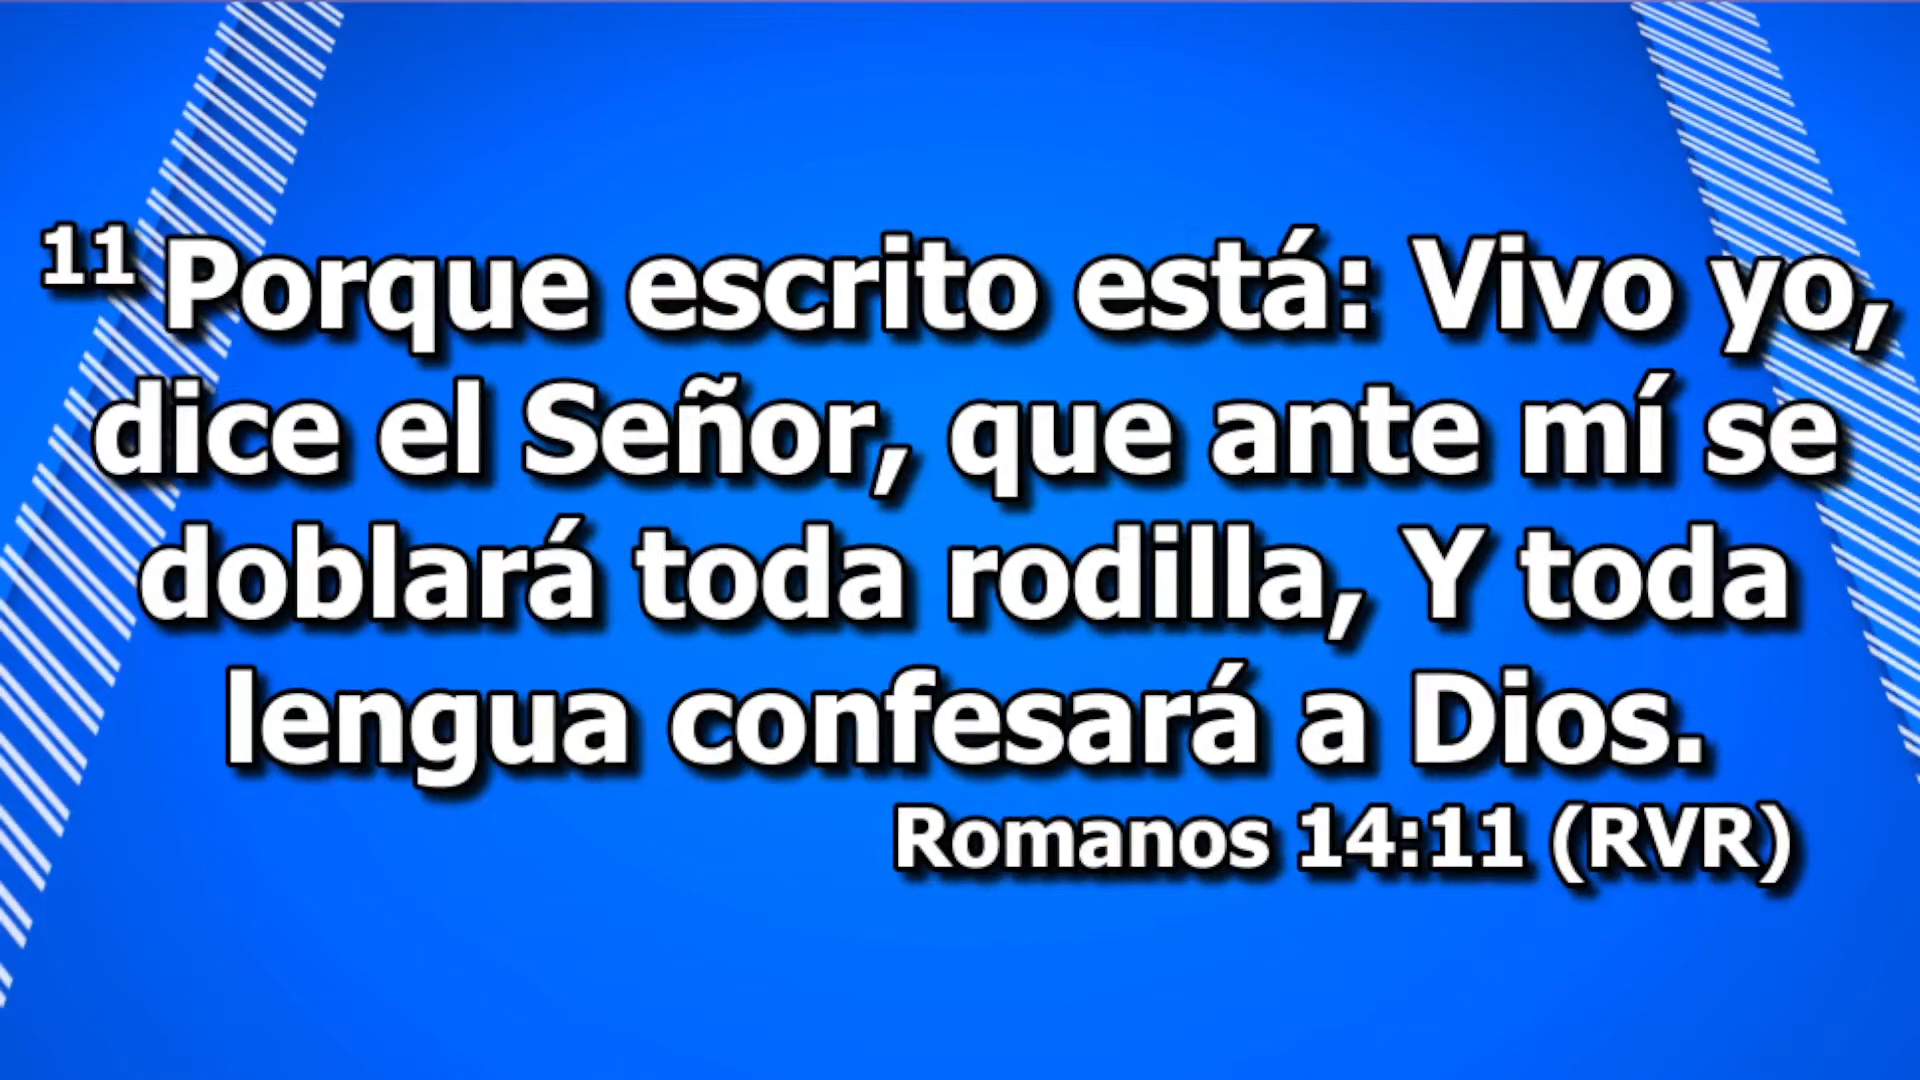 11 Porque escrito está: Vivo yo,
dice el Señor, que ante mí se
doblará toda rodilla, Y toda
lengua confesará a Dios.
Romanos 14:11 (RVR)